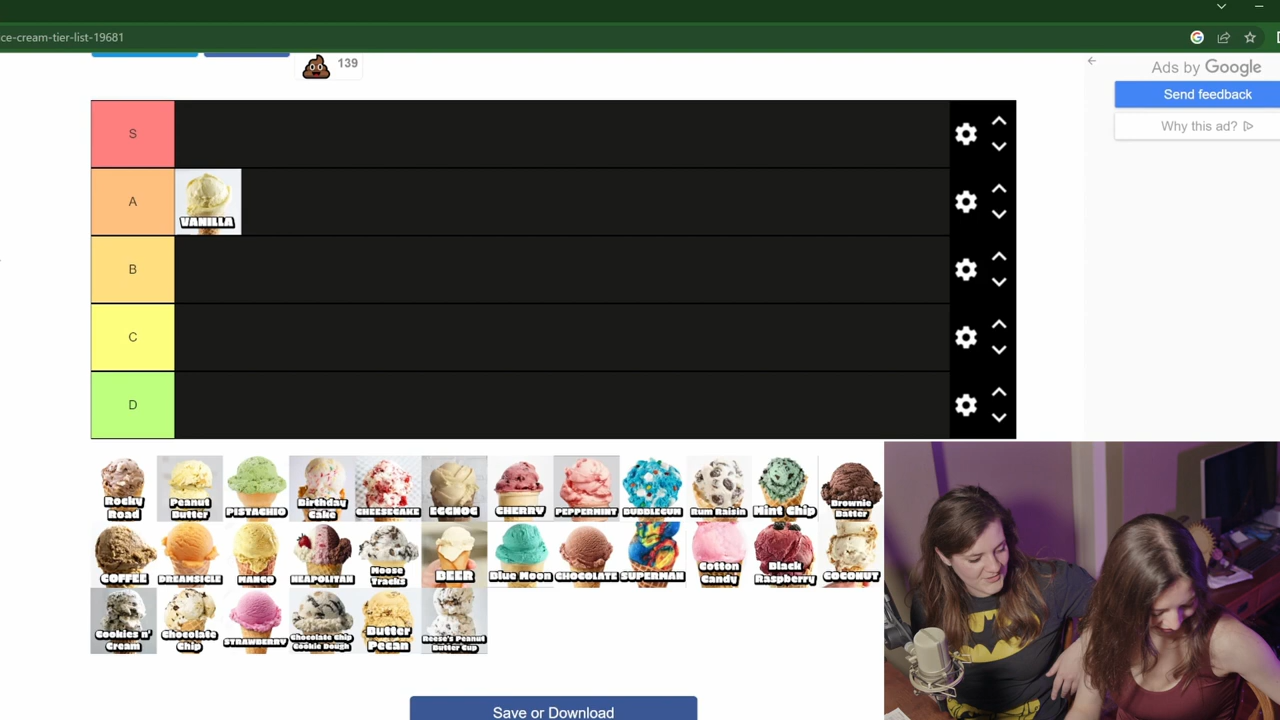 ce-cream-tier-list-19681
139
Ads by Google
Send feedback
Why this ad?
S
A
VANILLA
B
C
D
Rocky Road
Peanut Butter
PISTACHIO
Birthday Cake
CHEESECAKE
EGGNOG
CHERRY
PEPPERMINT
BUBBLEGUM
Rum Raisin
Mint Chip
Brownie Batter
COFFEE
DREAMSICLE
MANGO
NEAPOLITAN
Moose Tracks
BEER
Blue Moon
CHOCOLATE
SUPERMAN
Cotton Candy
Black Raspberry
COCONUT
Cookies n' Cream
Chocolate Chip
STRAWBERRY
Chocolate Chip Cookie Dough
Butter Pecan
Reese's Peanut Butter Cup
Save or Download